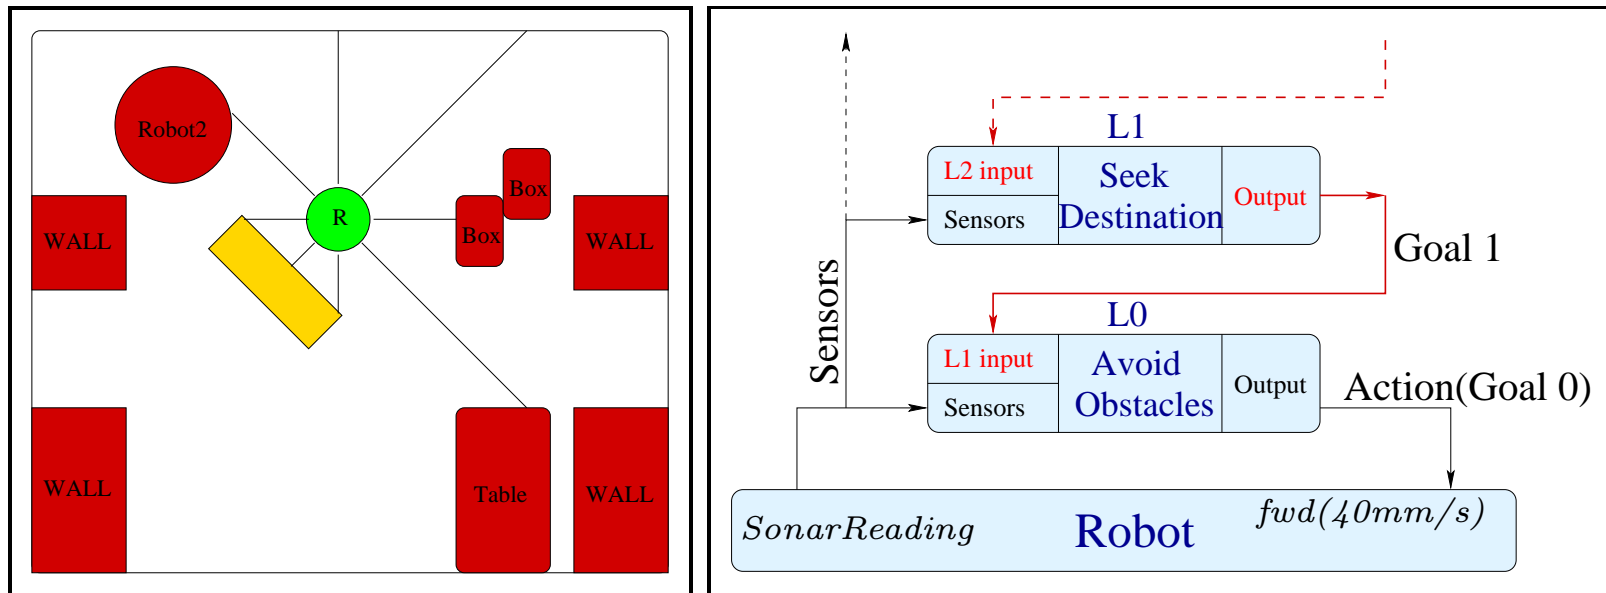 Robot2
Box
R
Box
WALL
WALL
WALL
Table
WALL
L1
L2 input
Seek
Destination
Sensors
Output
Goal 1
Sensors
L0
L1 input
Avoid
Obstacles
Sensors
Output
Action(Goal 0)
SonarReading
Robot
fwd(40mm/s)